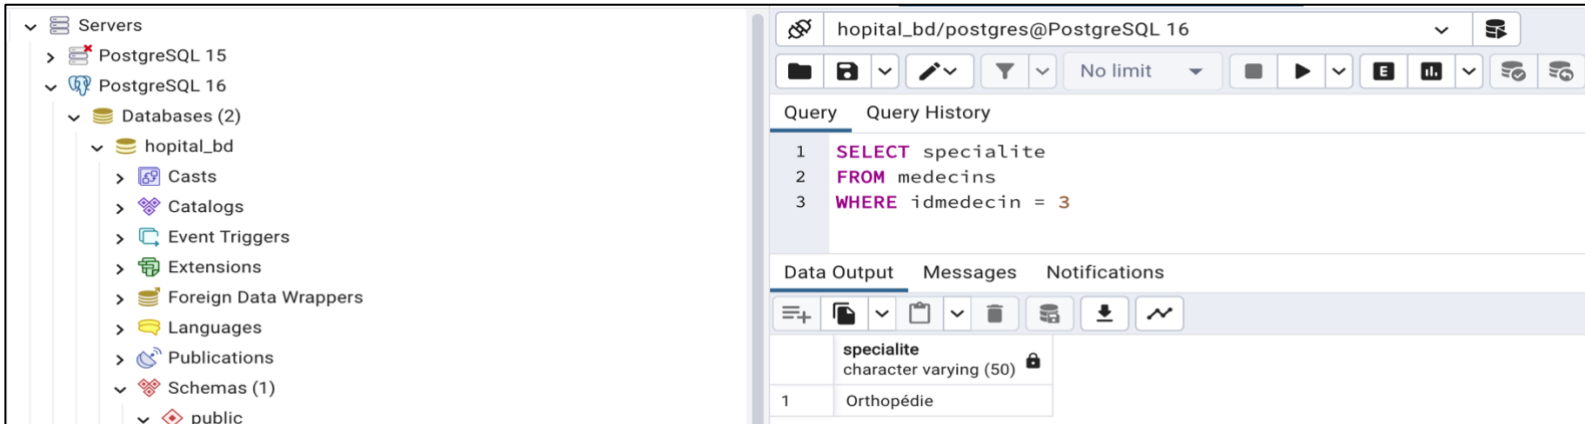 Servers
PostgreSQL 15
PostgreSQL 16
Databases (2)
hopital_bd
Casts
Catalogs
Event Triggers
Extensions
Foreign Data Wrappers
Languages
Publications
Schemas (1)
public
hopital_bd/postgres@PostgreSQL 16
No limit
E
Query Query History
1 SELECT specialite
2 FROM medecins
3 WHERE idmedecin = 3
Data Output Messages Notifications
specialite
character varying (50)
1 Orthopédie